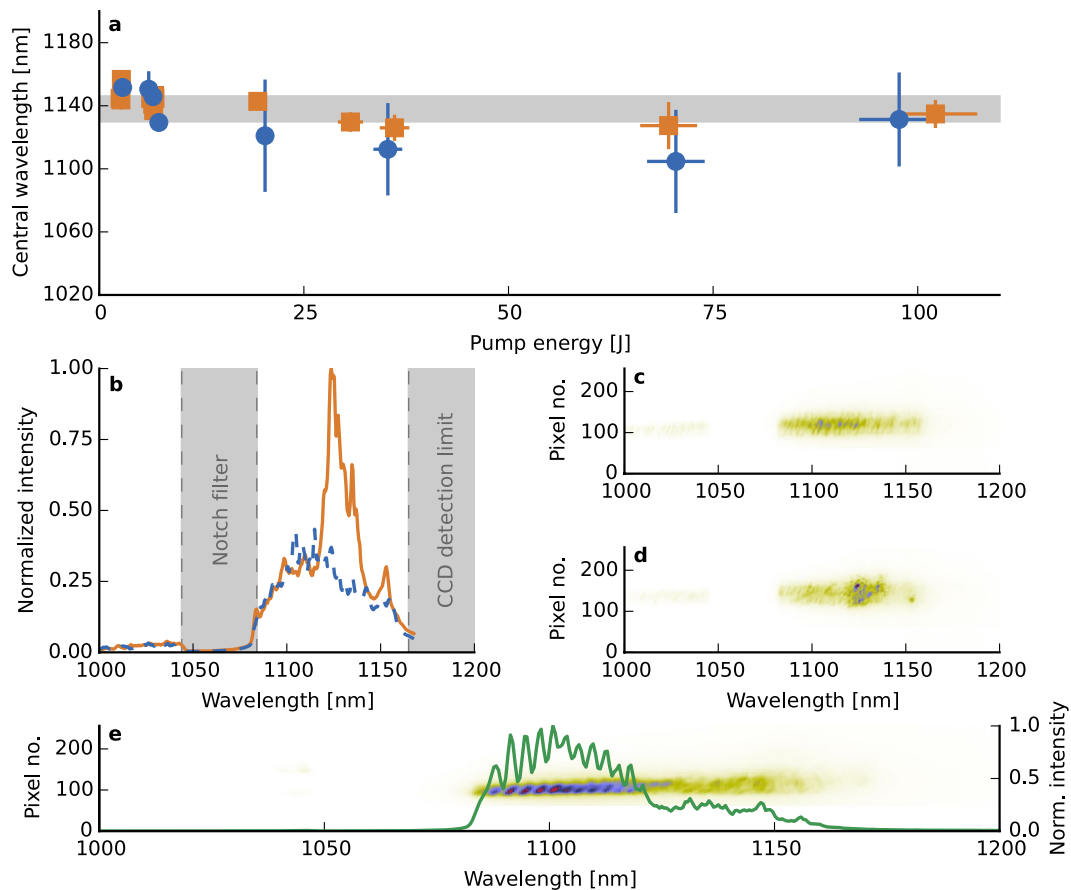 a
Central wavelength [nm]
1180
1140
1100
1060
1020
0 25 50 75 100
Pump energy [J]
b
Normalized intensity
1.00
0.75
0.50
0.25
0.00
Notch filter
CCD detection limit
1000 1050 1100 1150 1200
Wavelength [nm]
c
Pixel no.
200
100
0
1000 1050 1100 1150 1200
d
Pixel no.
200
100
0
1000 1050 1100 1150 1200
Wavelength [nm]
e
Pixel no.
200
100
0
1.0
0.5
0.0
Norm. intensity
1000 1050 1100 1150 1200
Wavelength [nm]